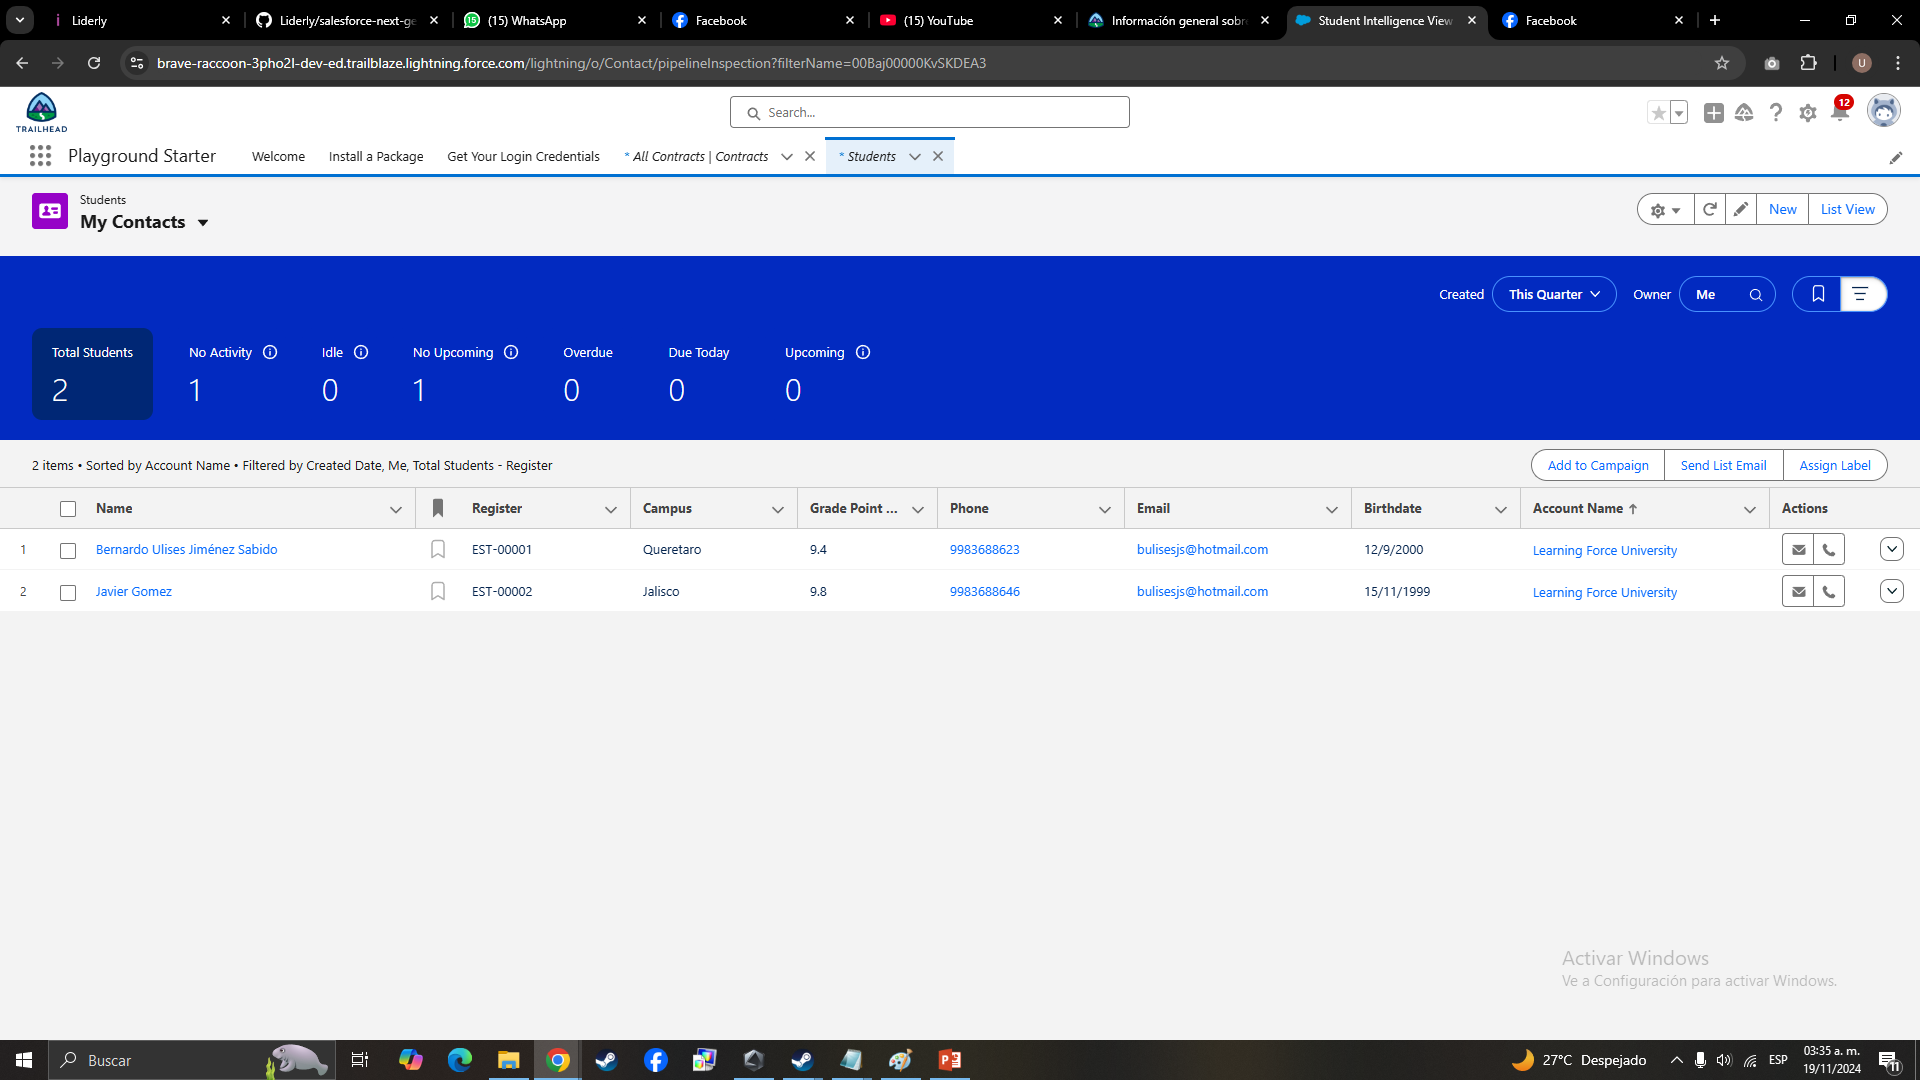 Liderly
Liderly/salesforce-next-ge
(15) WhatsApp
Facebook
(15) YouTube
Información general sobre
Student Intelligence View
Facebook
brave-raccoon-3pho2l-dev-ed.trailblaze.lightning.force.com/lightning/o/Contact/pipelineInspection?filterName=00Baj00000KvSKDEA3
U
TRAILHEAD
Search...
12
Playground Starter
Welcome
Install a Package
Get Your Login Credentials
* All Contracts | Contracts
* Students
Students
My Contacts
New
List View
Created
This Quarter
Owner
Me
Total Students
No Activity
Idle
No Upcoming
Overdue
Due Today
Upcoming
2
1
0
1
0
0
0
2 items • Sorted by Account Name • Filtered by Created Date, Me, Total Students - Register
Add to Campaign
Send List Email
Assign Label
Name
Register
Campus
Grade Point ...
Phone
Email
Birthdate
Account Name ↑
Actions
1 Bernardo Ulises Jiménez Sabido EST-00001 Queretaro 9.4 9983688623 bulisesjs@hotmail.com 12/9/2000 Learning Force University
2 Javier Gomez EST-00002 Jalisco 9.8 9983688646 bulisesjs@hotmail.com 15/11/1999 Learning Force University
Activar Windows
Ve a Configuración para activar Windows.
Buscar
27°C Despejado
ESP
03:35 a. m.
19/11/2024
11